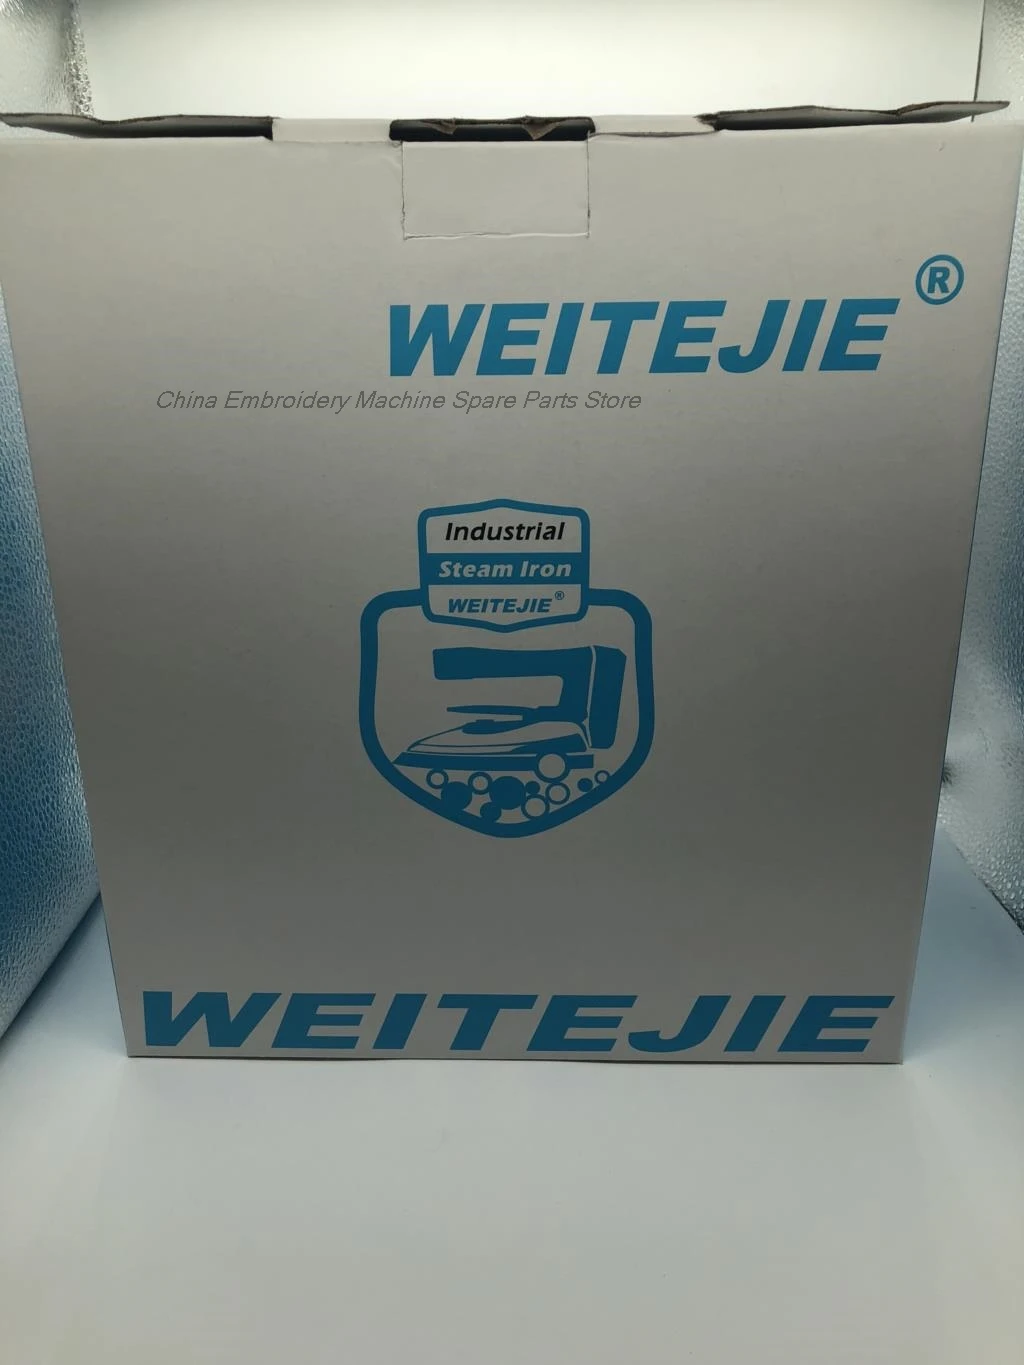 WEITEJIE ®
China Embroidery Machine Spare Parts Store
Industrial
Steam Iron
WEITEJIE ®
WEITEJIE